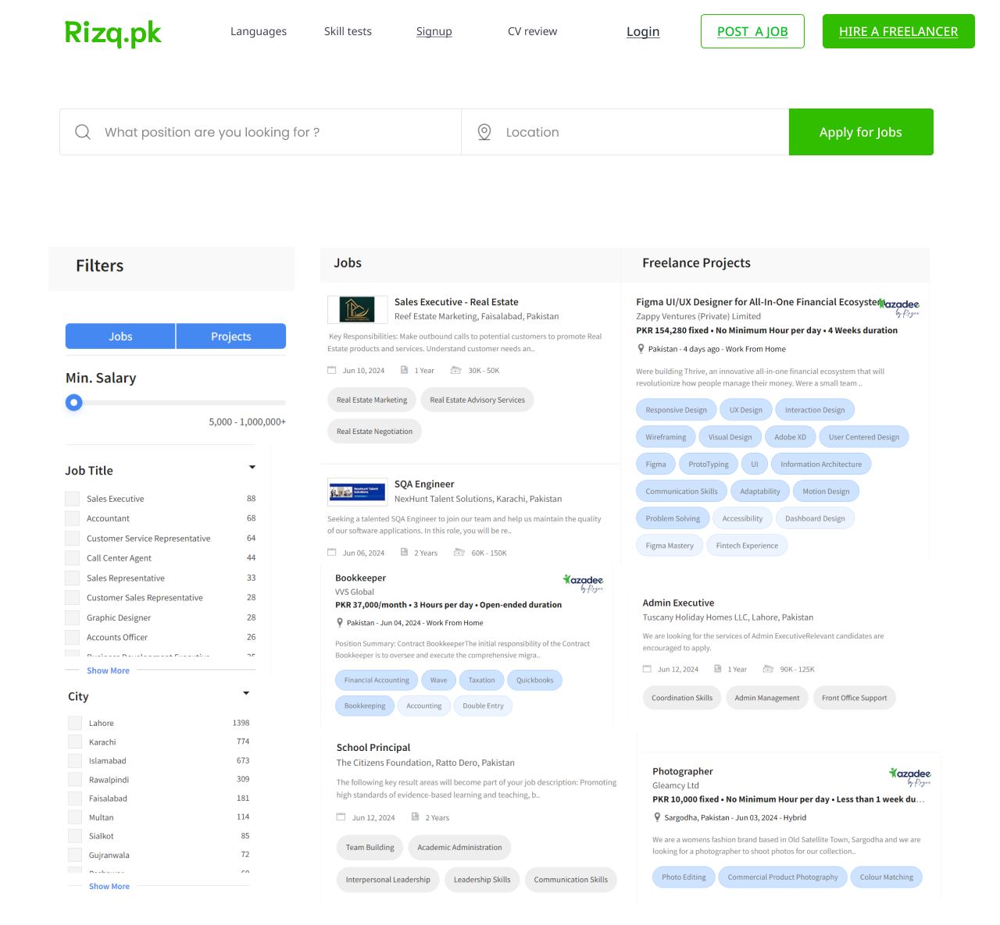 Rizq.pk
Languages
Skill tests
Signup
CV review
Login
POST A JOB
HIRE A FREELANCER
What position are you looking for ?
Location
Apply for Jobs
Filters
Jobs
Projects
Min. Salary
5,000 - 1,000,000+
Job Title
Sales Executive 88
Accountant 68
Customer Service Representative 64
Call Center Agent 44
Sales Representative 33
Customer Sales Representative 28
Graphic Designer 28
Accounts Officer 26
Business Development Executive 25
Show More
City
Lahore 1398
Karachi 774
Islamabad 673
Rawalpindi 309
Faisalabad 181
Multan 114
Sialkot 85
Gujranwala 72
Show More
Jobs
Sales Executive - Real Estate
Reef Estate Marketing, Faisalabad, Pakistan
Key Responsibilities: Make outbound calls to potential customers to promote Real
Estate products and services. Understand customer needs an..
Jun 10, 2024 1 Year 30K - 50K
Real Estate Marketing Real Estate Advisory Services
Real Estate Negotiation
NexHunt Talent
Solutions
SQA Engineer
NexHunt Talent Solutions, Karachi, Pakistan
Seeking a talented SQA Engineer to join our team and help us maintain the quality
of our software applications. In this role, you will be re..
Jun 06, 2024 2 Years 60K - 150K
Bookkeeper
azadee
by Rozee
VVS Global
PKR 37,000/month • 3 Hours per day • Open-ended duration
Pakistan - Jun 04, 2024 - Work From Home
Position Summary: Contract BookkeeperThe initial responsibility of the Contract
Bookkeeper is to oversee and execute the comprehensive migra..
Financial Accounting Wave Taxation Quickbooks
Bookkeeping Accounting Double Entry
School Principal
The Citizens Foundation, Ratto Dero, Pakistan
The following key result areas will become part of your job description: Promoting
high standards of evidence-based learning and teaching, b..
Jun 12, 2024 2 Years
Team Building Academic Administration
Interpersonal Leadership Leadership Skills Communication Skills
Freelance Projects
Figma UI/UX Designer for All-In-One Financial Ecosystem
azadee
by Rozee
Zappy Ventures (Private) Limited
PKR 154,280 fixed • No Minimum Hour per day • 4 Weeks duration
Pakistan - 4 days ago - Work From Home
Were building Thrive, an innovative all-in-one financial ecosystem that will
revolutionize how people manage their money. Were a small team ..
Responsive Design UX Design Interaction Design
Wireframing Visual Design Adobe XD User Centered Design
Figma ProtoTyping UI Information Architecture
Communication Skills Adaptability Motion Design
Problem Solving Accessibility Dashboard Design
Figma Mastery Fintech Experience
Admin Executive
Tuscany Holiday Homes LLC, Lahore, Pakistan
We are looking for the services of Admin ExecutiveRelevant candidates are
encouraged to apply.
Jun 12, 2024 1 Year 90K - 125K
Coordination Skills Admin Management Front Office Support
Photographer
azadee
by Rozee
Gleamcy Ltd
PKR 10,000 fixed • No Minimum Hour per day • Less than 1 week du...
Sargodha, Pakistan - Jun 03, 2024 - Hybrid
We are a womens fashion brand based in Old Satellite Town, Sargodha and we are
looking for a photographer to shoot photos for our collection..
Photo Editing Commercial Product Photography Colour Matching